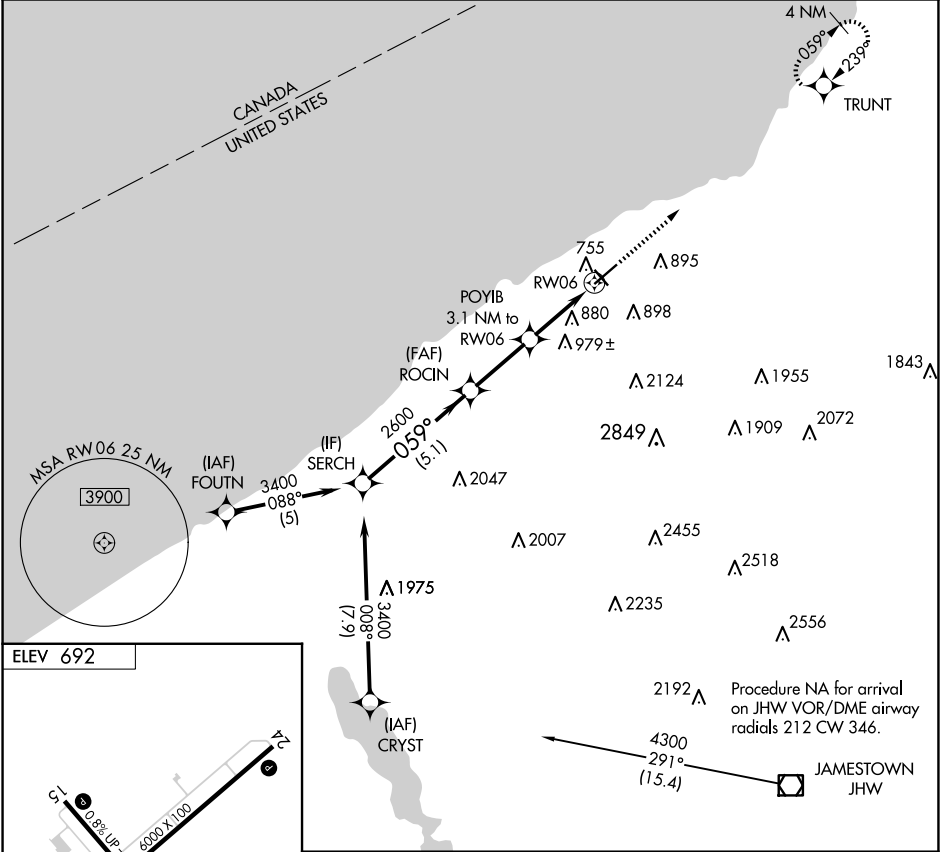 4 NM
059°
239°
TRUNT
CANADA
UNITED STATES
755
895
RW06
POYIB
3.1 NM to
RW06
880
898
979±
(FAF)
ROCIN
2124
1955
1843
2600
059°
(5.1)
2849
1909
2072
(IF)
SERCH
MSA RW06 25 NM
3900
(IAF)
FOUTN
3400
088°
(5)
2047
2007
2455
2518
1975
3400
008°
(7.9)
2235
2556
ELEV 692
2192
Procedure NA for arrival
on JHW VOR/DME airway
radials 212 CW 346.
(IAF)
CRYST
4300
291°
(15.4)
JAMESTOWN
JHW
24
P
15
P
0.8% UP
6000 X 100